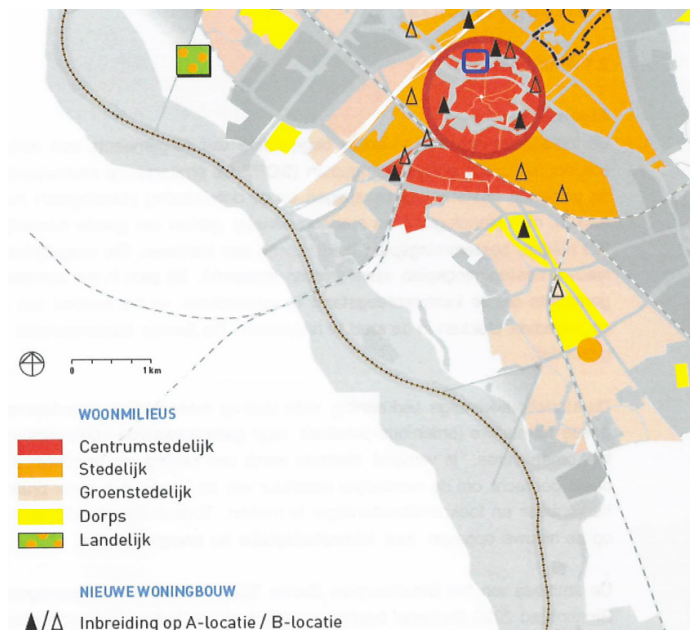 0 1 km
WOONMILIEUS
Centrumstedelijk
Stedelijk
Groenstedelijk
Dorps
Landelijk
NIEUWE WONINGBOUW
Inbreiding op A-locatie / B-locatie